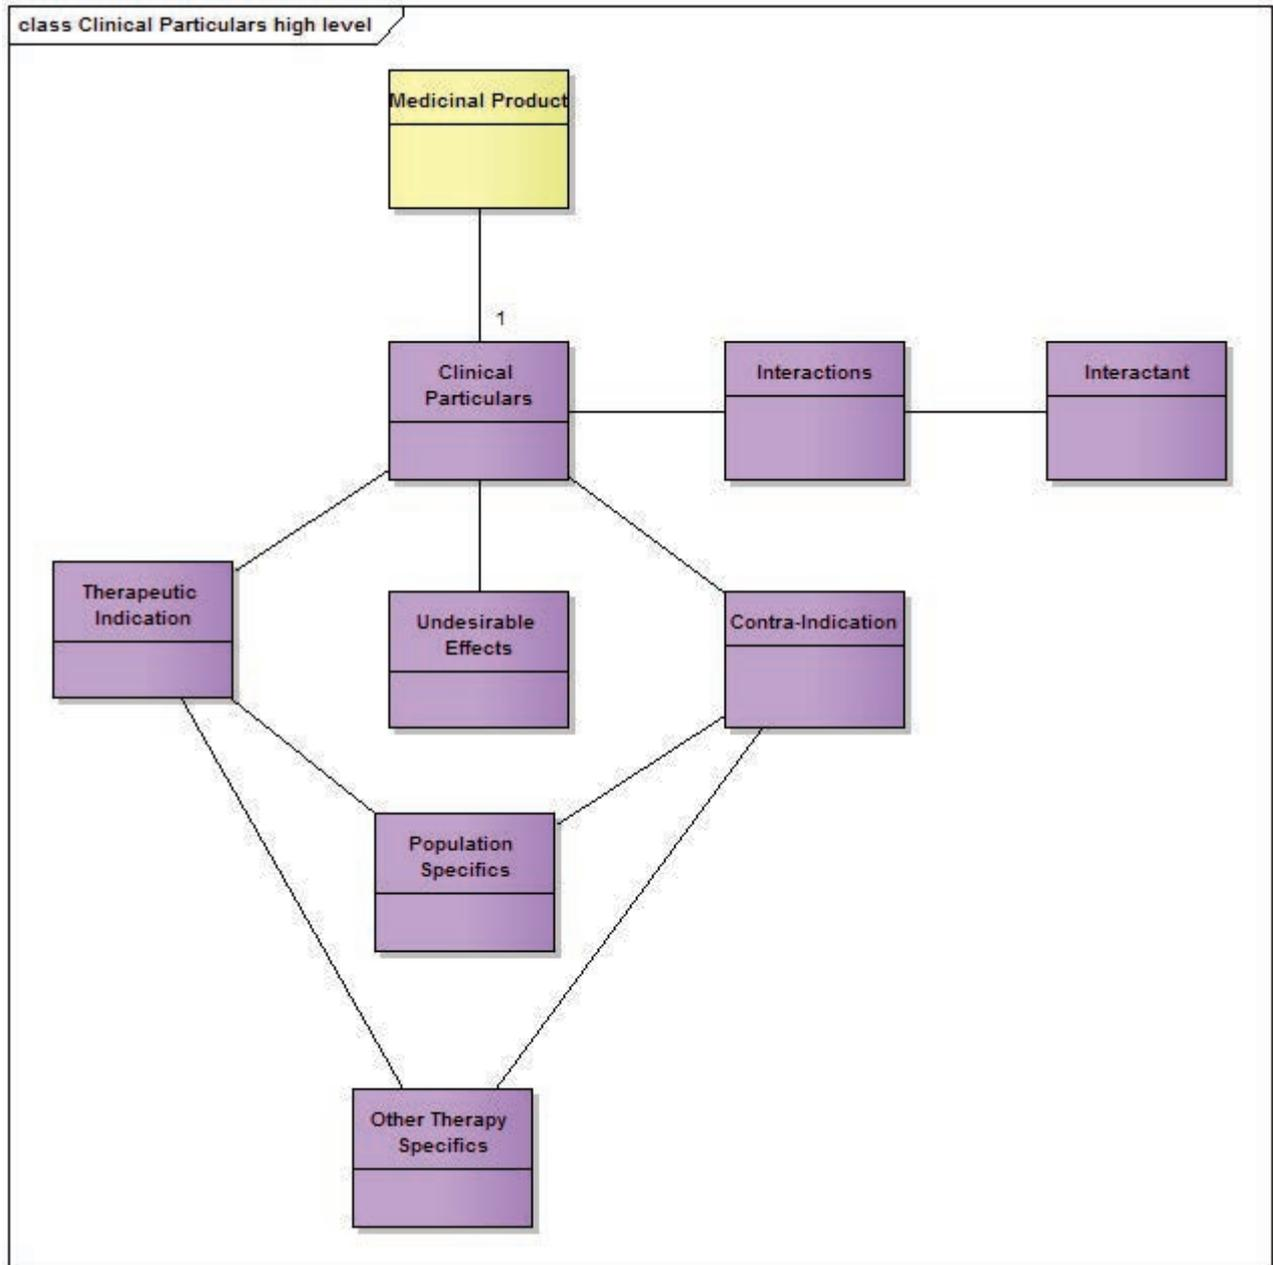 class Clinical Particulars high level
Medicinal Product
1
Clinical
Particulars
Interactions
Interactant
Therapeutic
Indication
Undesirable
Effects
Contra-Indication
Population
Specifics
Other Therapy
Specifics